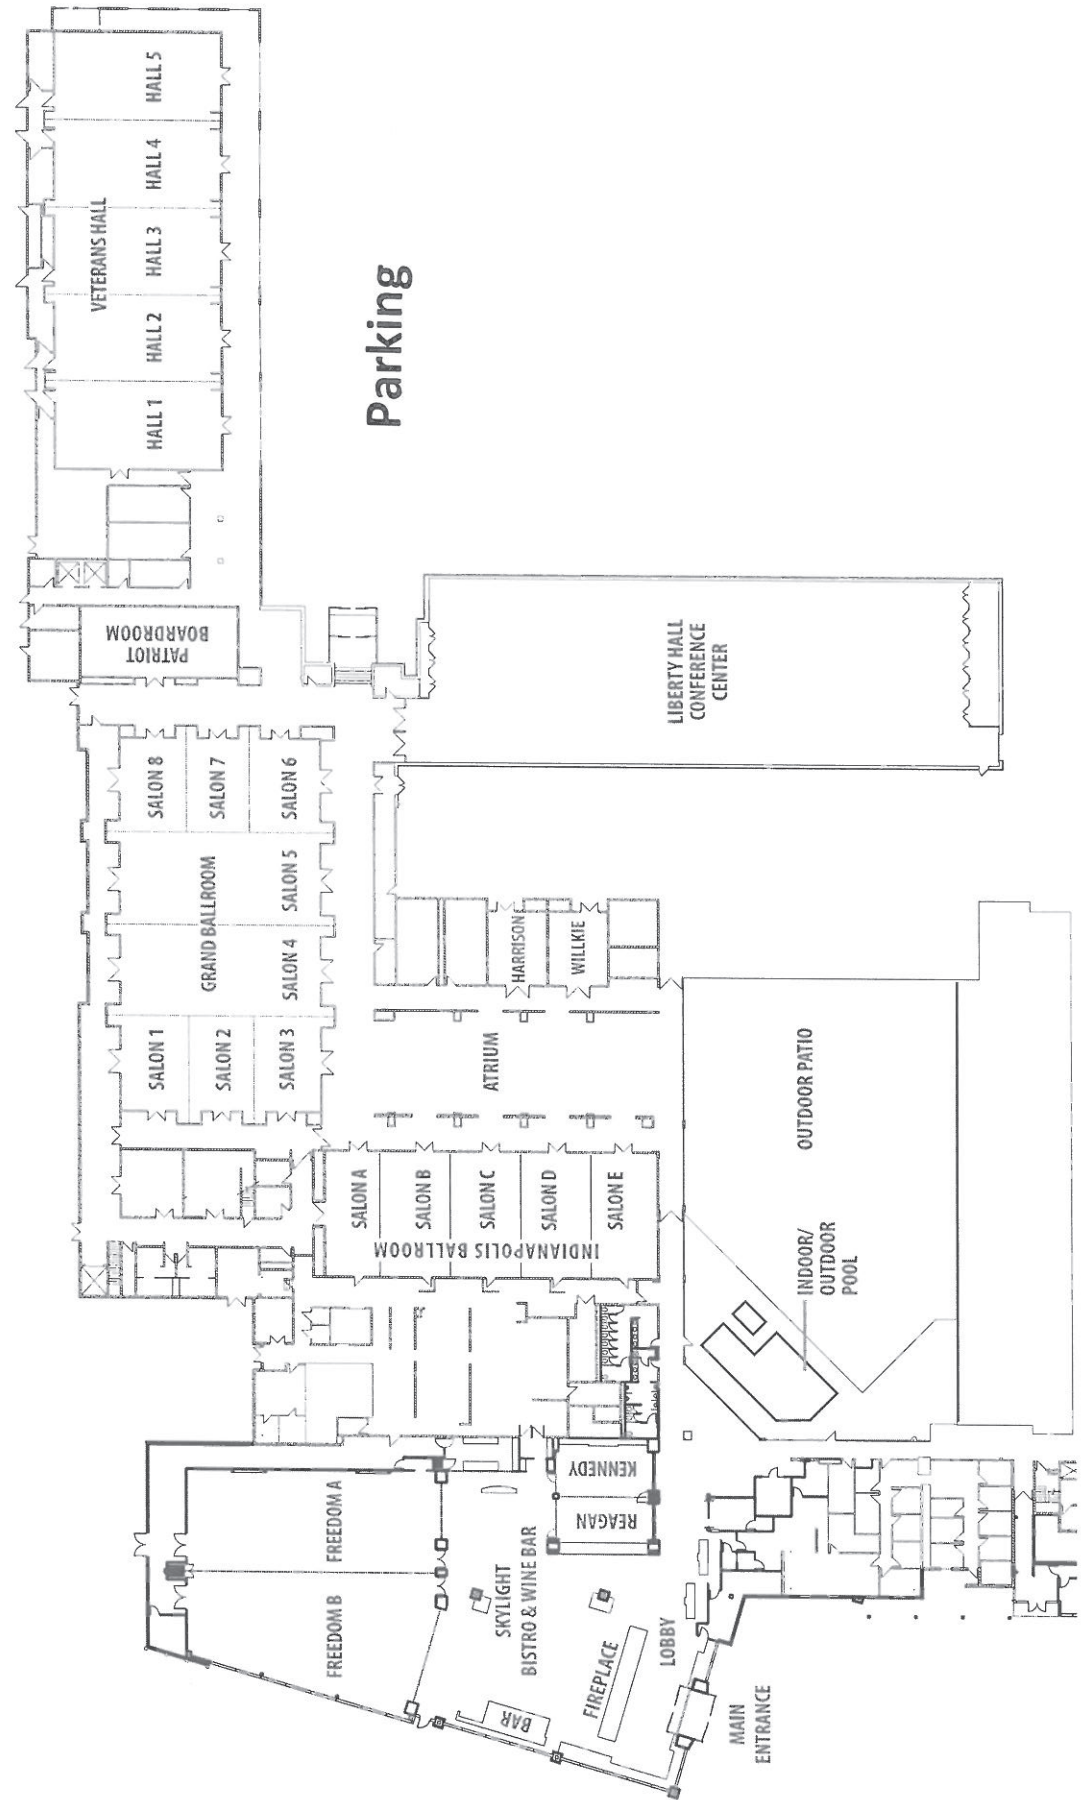 VETERANS HALL
HALL 1
HALL 2
HALL 3
HALL 4
HALL 5
Parking
PATRIOT
BOARDROOM
GRAND BALLROOM
SALON 1
SALON 2
SALON 3
SALON 4
SALON 5
SALON 6
SALON 7
SALON 8
LIBERTY HALL
CONFERENCE
CENTER
HARRISON
WILLKIE
ATRIUM
INDIANAPOLIS BALLROOM
SALON A
SALON B
SALON C
SALON D
SALON E
OUTDOOR PATIO
INDOOR/
OUTDOOR
POOL
FREEDOM B
FREEDOM A
SKYLIGHT
BISTRO & WINE BAR
REAGAN
KENNEDY
BAR
FIREPLACE
LOBBY
MAIN
ENTRANCE